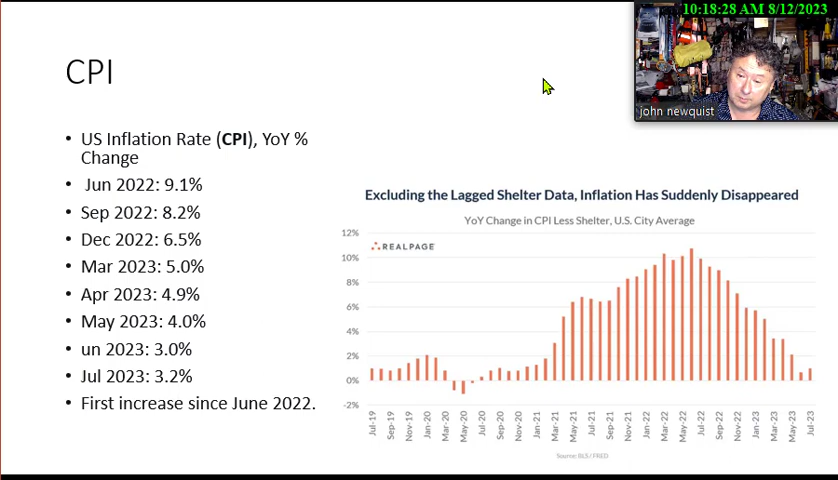 10:18:28 AM 8/12/2023
john newquist
CPI
• US Inflation Rate (CPI), YoY %
Change
• Jun 2022: 9.1%
• Sep 2022: 8.2%
• Dec 2022: 6.5%
• Mar 2023: 5.0%
• Apr 2023: 4.9%
• May 2023: 4.0%
• un 2023: 3.0%
• Jul 2023: 3.2%
• First increase since June 2022.
Excluding the Lagged Shelter Data, Inflation Has Suddenly Disappeared
YoY Change in CPI Less Shelter, U.S. City Average
REALPAGE
12%
10%
8%
6%
4%
2%
0%
-2%
Jul-19
Sep-19
Nov-19
Jan-20
Mar-20
May-20
Jul-20
Sep-20
Nov-20
Jan-21
Mar-21
May-21
Jul-21
Sep-21
Nov-21
Jan-22
Mar-22
May-22
Jul-22
Sep-22
Nov-22
Jan-23
Mar-23
May-23
Jul-23
Source: BLS / FRED